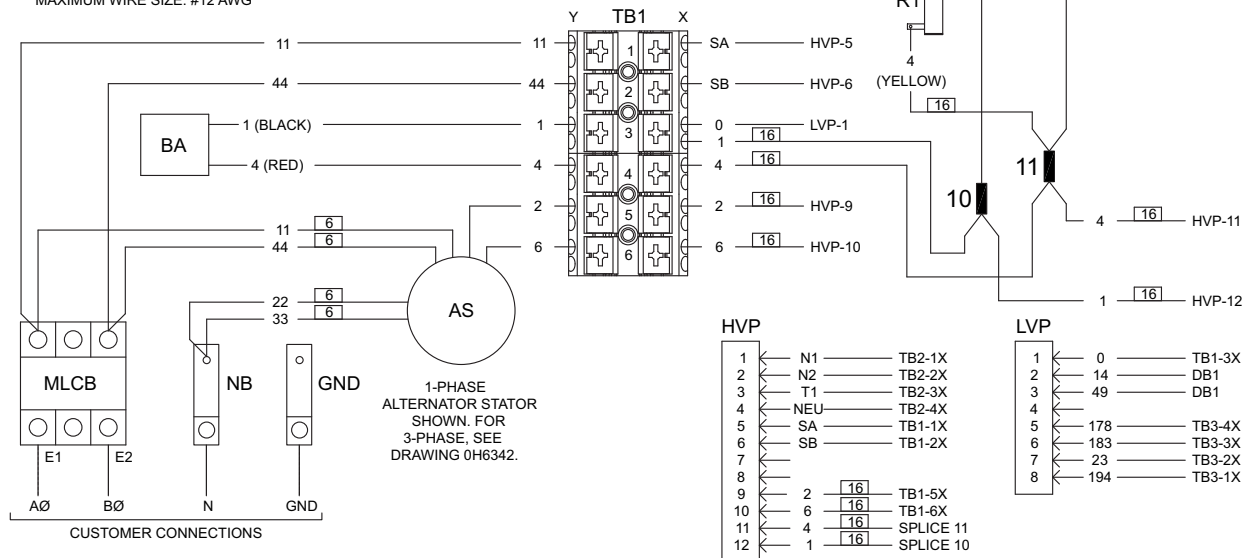 MAXIMUM WIRE SIZE: #12 AWG
Y TB1 X
R1
11 11 1 SA HVP-5
4
(YELLOW)
44 44 2 SB HVP-6
16
BA
1 (BLACK) 1 3 0 LVP-1
1 16
4 (RED) 4 4 4 16
11
10
2 5 2 16 HVP-9
4 16 HVP-11
11 6
44 6
6 6 6 16 HVP-10
22 6
33 6
AS
1 16 HVP-12
MLCB
NB
GND
1-PHASE
ALTERNATOR STATOR
SHOWN. FOR
3-PHASE, SEE
DRAWING 0H6342.
E1 E2
AØ BØ N GND
CUSTOMER CONNECTIONS
HVP
1 N1 TB2-1X
2 N2 TB2-2X
3 T1 TB2-3X
4 NEU TB2-4X
5 SA TB1-1X
6 SB TB1-2X
7
8
9 2 16 TB1-5X
10 6 16 TB1-6X
11 4 16 SPLICE 11
12 1 16 SPLICE 10
LVP
1 0 TB1-3X
2 14 DB1
3 49 DB1
4
5 178 TB3-4X
6 183 TB3-3X
7 23 TB3-2X
8 194 TB3-1X